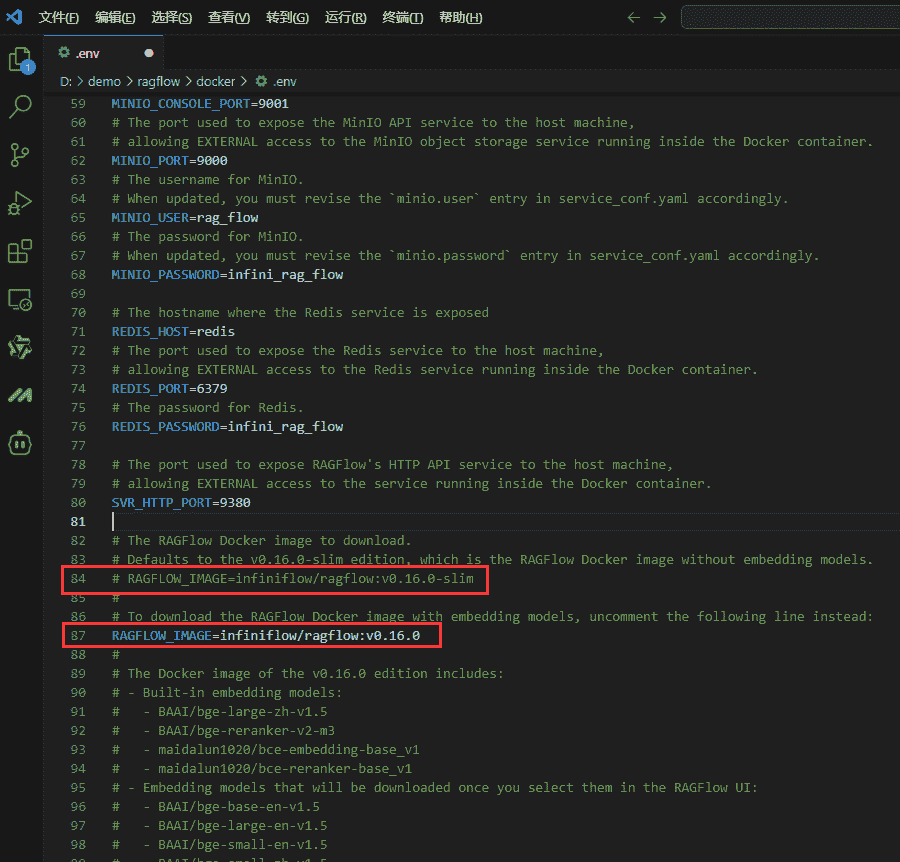 文件(F) 编辑(E) 选择(S) 查看(V) 转到(G) 运行(R) 终端(T) 帮助(H)
.env
1
D: > demo > ragflow > docker > .env
59 MINIO_CONSOLE_PORT=9001
60 # The port used to expose the MinIO API service to the host machine,
61 # allowing EXTERNAL access to the MinIO object storage service running inside the Docker container.
62 MINIO_PORT=9000
63 # The username for MinIO.
64 # When updated, you must revise the `minio.user` entry in service_conf.yaml accordingly.
65 MINIO_USER=rag_flow
66 # The password for MinIO.
67 # When updated, you must revise the `minio.password` entry in service_conf.yaml accordingly.
68 MINIO_PASSWORD=infini_rag_flow
69
70 # The hostname where the Redis service is exposed
71 REDIS_HOST=redis
72 # The port used to expose the Redis service to the host machine,
73 # allowing EXTERNAL access to the Redis service running inside the Docker container.
74 REDIS_PORT=6379
75 # The password for Redis.
76 REDIS_PASSWORD=infini_rag_flow
77
78 # The port used to expose RAGFlow's HTTP API service to the host machine,
79 # allowing EXTERNAL access to the service running inside the Docker container.
80 SVR_HTTP_PORT=9380
81
82 # The RAGFlow Docker image to download.
83 # Defaults to the v0.16.0-slim edition, which is the RAGFlow Docker image without embedding models.
84 # RAGFLOW_IMAGE=infiniflow/ragflow:v0.16.0-slim
85 #
86 # To download the RAGFlow Docker image with embedding models, uncomment the following line instead:
87 RAGFLOW_IMAGE=infiniflow/ragflow:v0.16.0
88 #
89 # The Docker image of the v0.16.0 edition includes:
90 # - Built-in embedding models:
91 #   - BAAI/bge-large-zh-v1.5
92 #   - BAAI/bge-reranker-v2-m3
93 #   - maidalun1020/bce-embedding-base_v1
94 #   - maidalun1020/bce-reranker-base_v1
95 # - Embedding models that will be downloaded once you select them in the RAGFlow UI:
96 #   - BAAI/bge-base-en-v1.5
97 #   - BAAI/bge-large-en-v1.5
98 #   - BAAI/bge-small-en-v1.5